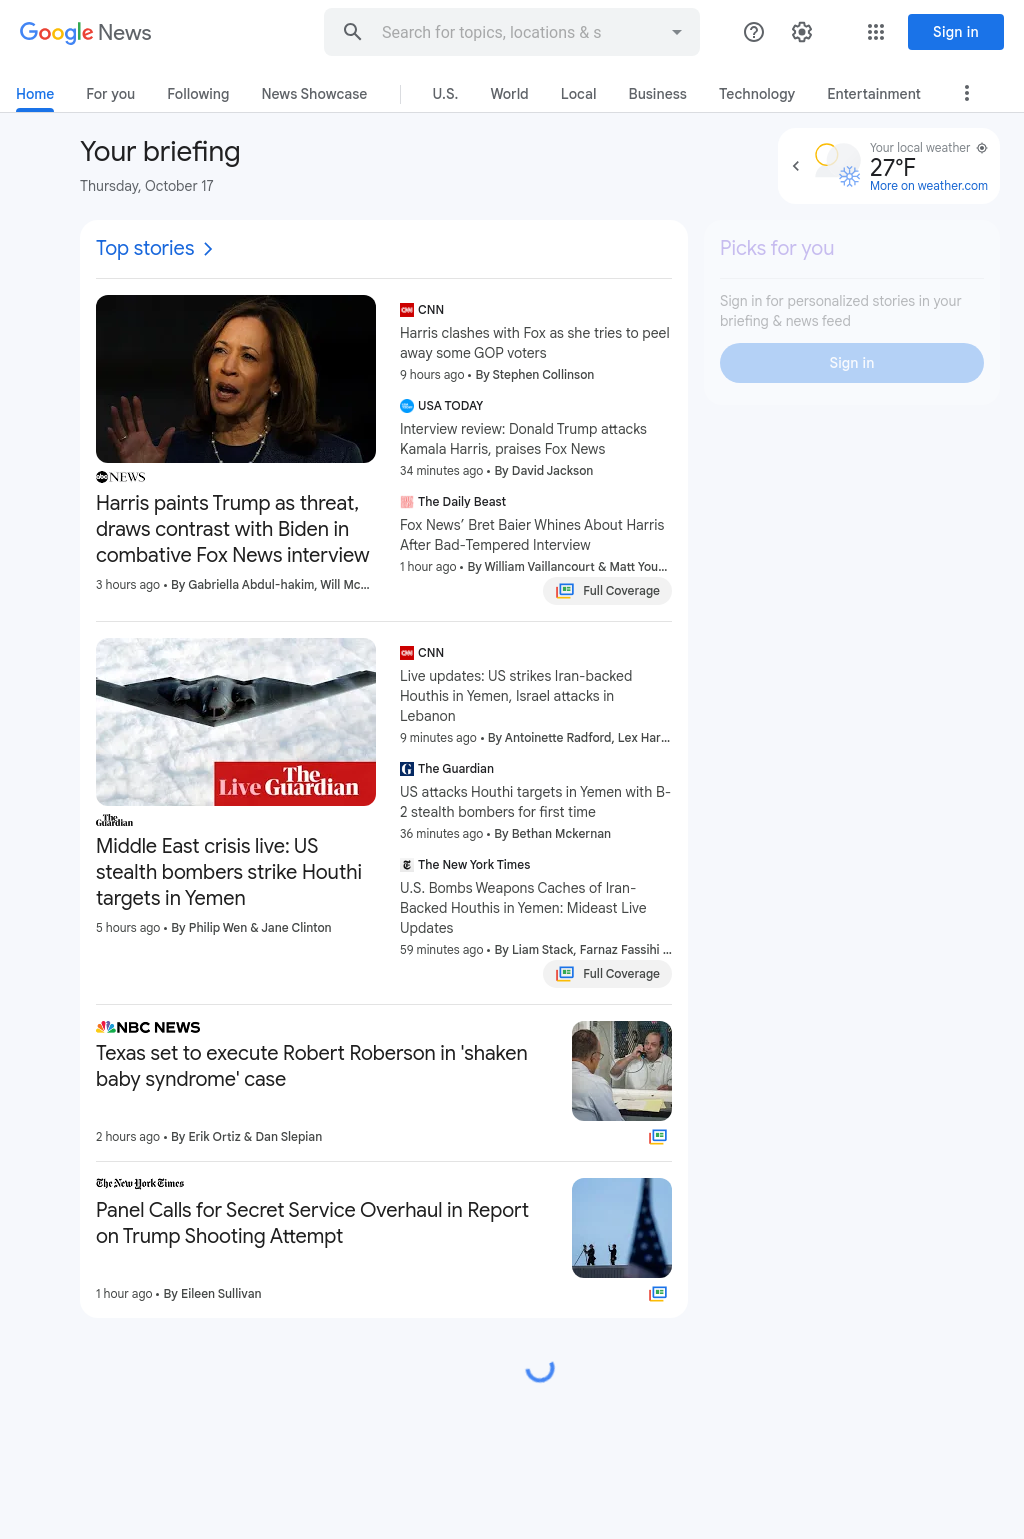 Google News
Search for topics, locations & s
Sign in
Home
For you
Following
News Showcase
U.S.
World
Local
Business
Technology
Entertainment
Your briefing
Thursday, October 17
Your local weather
27°F
More on weather.com
Top stories
abc NEWS
Harris paints Trump as threat,
draws contrast with Biden in
combative Fox News interview
3 hours ago • By Gabriella Abdul-hakim, Will Mc...
CNN
CNN
Harris clashes with Fox as she tries to peel
away some GOP voters
9 hours ago • By Stephen Collinson
USA TODAY
Interview review: Donald Trump attacks
Kamala Harris, praises Fox News
34 minutes ago • By David Jackson
The Daily Beast
Fox News’ Bret Baier Whines About Harris
After Bad-Tempered Interview
1 hour ago • By William Vaillancourt & Matt You...
Full Coverage
Live The Guardian
The Guardian
Middle East crisis live: US
stealth bombers strike Houthi
targets in Yemen
5 hours ago • By Philip Wen & Jane Clinton
CNN
CNN
Live updates: US strikes Iran-backed
Houthis in Yemen, Israel attacks in
Lebanon
9 minutes ago • By Antoinette Radford, Lex Har...
G The Guardian
US attacks Houthi targets in Yemen with B-
2 stealth bombers for first time
36 minutes ago • By Bethan Mckernan
T The New York Times
U.S. Bombs Weapons Caches of Iran-
Backed Houthis in Yemen: Mideast Live
Updates
59 minutes ago • By Liam Stack, Farnaz Fassihi ...
Full Coverage
NBC NEWS
Texas set to execute Robert Roberson in 'shaken
baby syndrome' case
2 hours ago • By Erik Ortiz & Dan Slepian
The New York Times
Panel Calls for Secret Service Overhaul in Report
on Trump Shooting Attempt
1 hour ago • By Eileen Sullivan
Picks for you
Sign in for personalized stories in your
briefing & news feed
Sign in